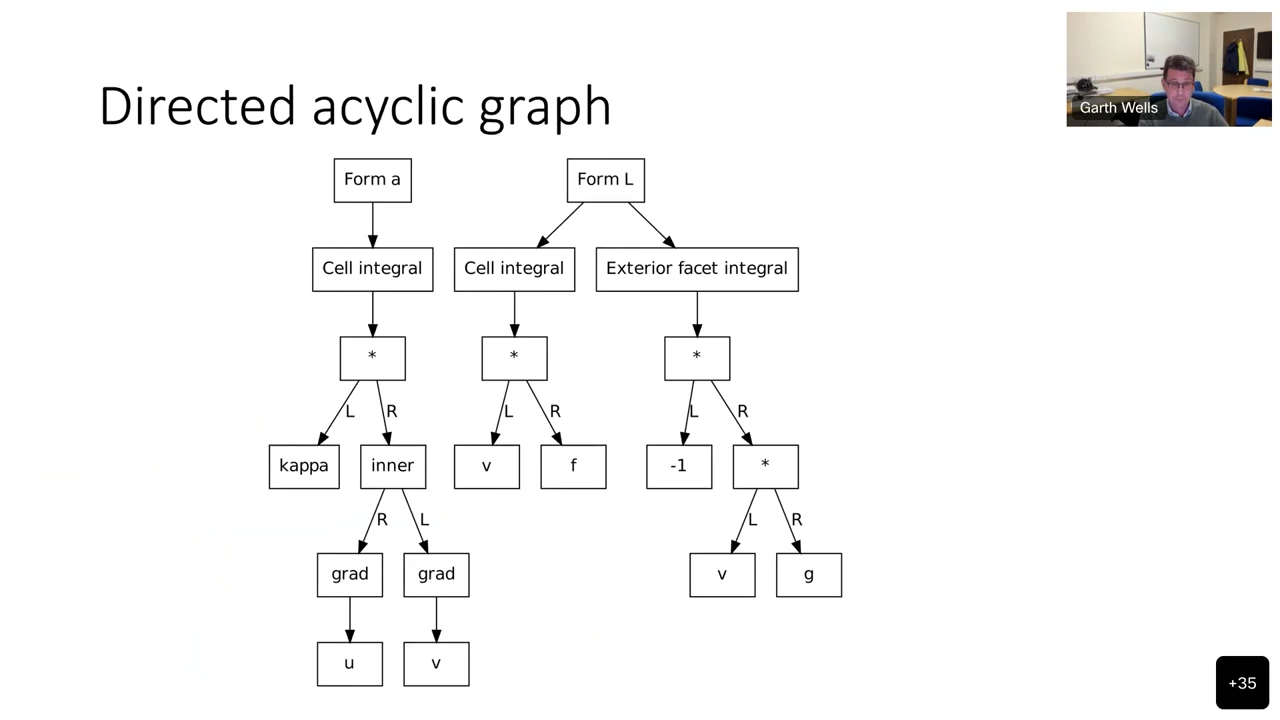 Directed acyclic graph
Garth Wells
Form a
Form L
Cell integral
Cell integral
Exterior facet integral
*
*
*
L
R
L
R
L
R
kappa
inner
v
f
-1
*
R
L
L
R
grad
grad
v
g
u
v
+35